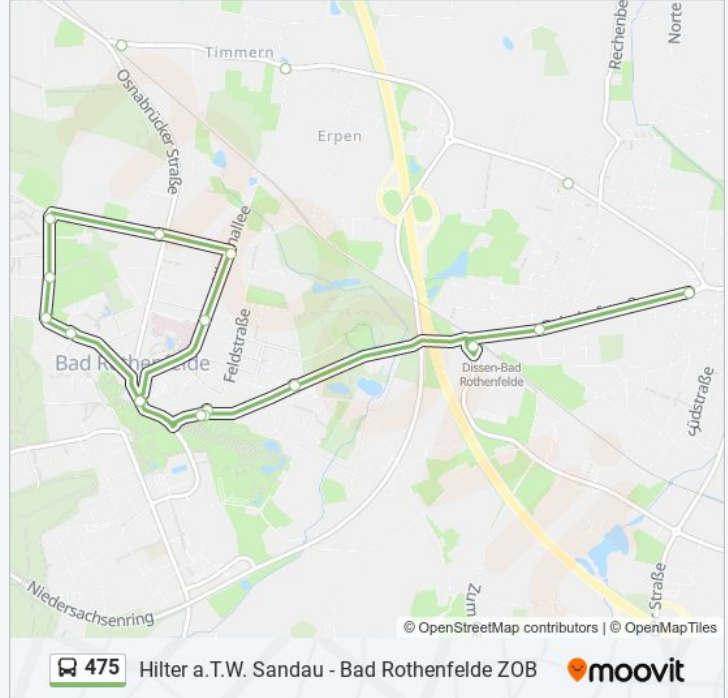 Timmern
Rechenbe
Norte
Osnabrücker Straße
Erpen
nallee
Feldstraße
Bad Rothenfelde
Dissen-Bad
Rothenfelde
Südstraße
Niedersachsenring
Zum
r Straße
© OpenStreetMap contributors | © OpenMapTiles
475 Hilter a.T.W. Sandau - Bad Rothenfelde ZOB moovit